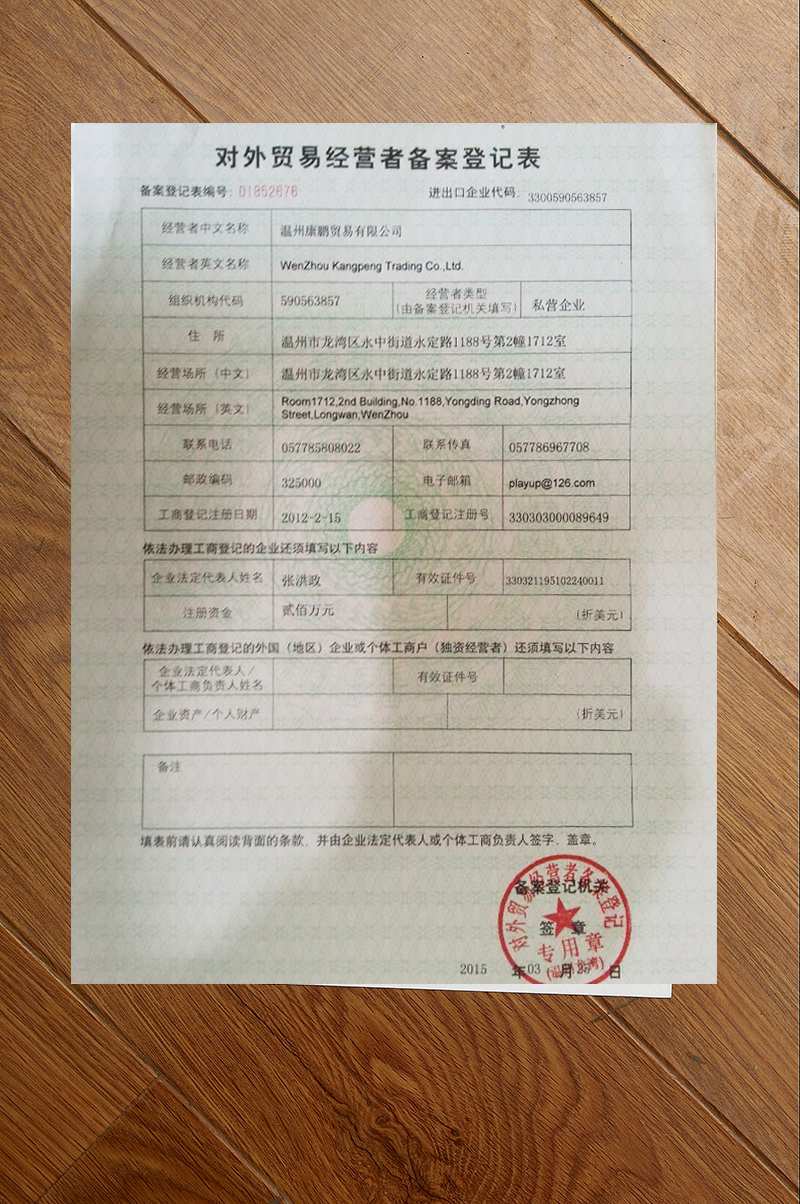 对外贸易经营者备案登记表
备案登记表编号: 01852676 进出口企业代码: 3300590563857
经营者中文名称 温州康鹏贸易有限公司
经营者英文名称 WenZhou Kangpeng Trading Co.,Ltd.
组织机构代码 590563857 经营者类型 (由备案登记机关填写) 私营企业
住 所 温州市龙湾区永中街道永定路1188号第2幢1712室
经营场所（中文） 温州市龙湾区永中街道永定路1188号第2幢1712室
经营场所（英文） Room1712,2nd Building,No.1188,Yongding Road,Yongzhong
Street,Longwan,WenZhou
联系电话 057785808022 联系传真 057786967708
邮政编码 325000 电子邮箱 playup@126.com
工商登记注册日期 2012-2-15 工商登记注册号 330303000089649
依法办理工商登记的企业还须填写以下内容
企业法定代表人姓名 张洪政 有效证件号 330321195102240011
注册资金 贰佰万元 (折美元)
依法办理工商登记的外国（地区）企业或个体工商户（独资经营者）还须填写以下内容
企业法定代表人/
个体工商负责人姓名 有效证件号
企业资产/个人财产 (折美元)
备注
填表前请认真阅读背面的条款，并由企业法定代表人或个体工商负责人签字、盖章。
对外贸易经营者备案登记
备案登记机关
签 章
专用章
2015 年 03 月 日